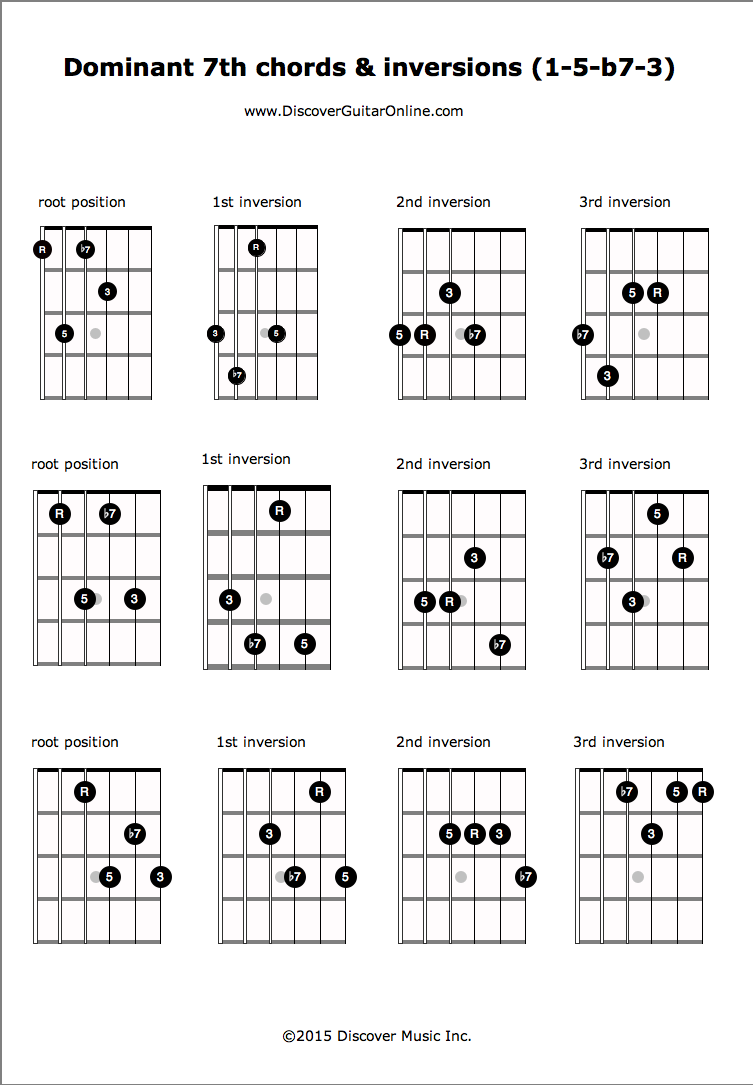 Dominant 7th chords & inversions (1-5-b7-3)
www.DiscoverGuitarOnline.com
root position 1st inversion 2nd inversion 3rd inversion
R ♭7 R
3 3 5 R
5 3 5 5 R ♭7 ♭7
♭7 3
root position 1st inversion 2nd inversion 3rd inversion
R ♭7 R 5
3 ♭7 R
5 3 3 5 R 3
♭7 5 ♭7
root position 1st inversion 2nd inversion 3rd inversion
R R ♭7 5 R
♭7 3 5 R 3 3
5 3 ♭7 5 ♭7
©2015 Discover Music Inc.